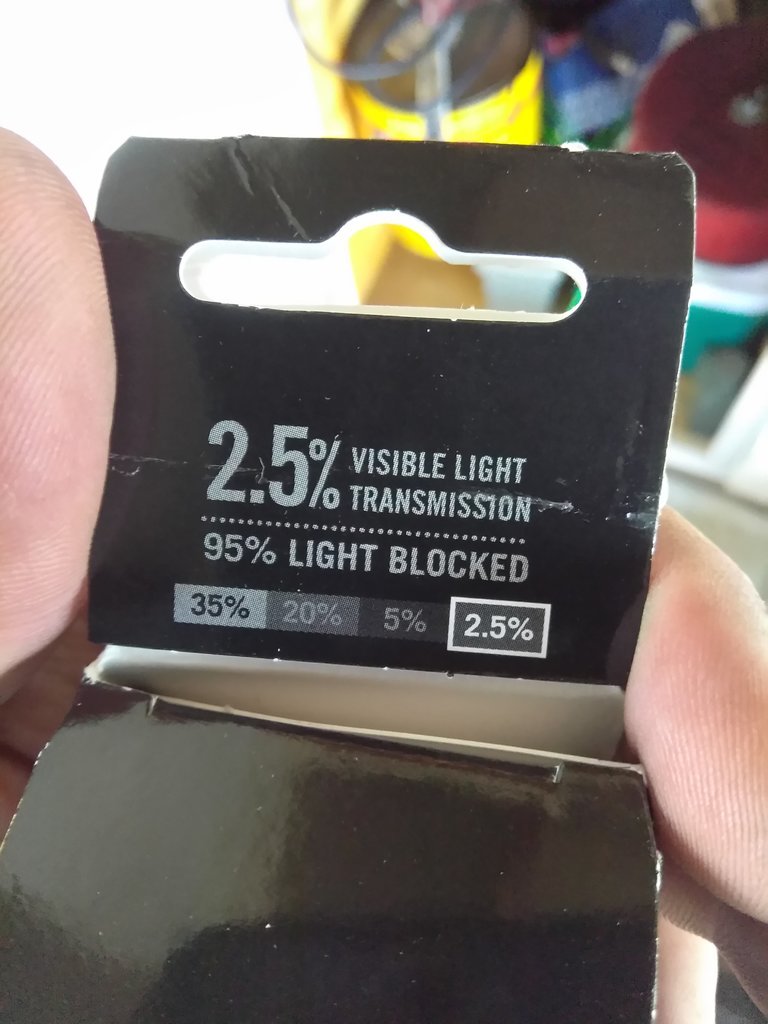 2.5% VISIBLE LIGHT
TRANSMISSION
95% LIGHT BLOCKED
35% 20% 5% 2.5%